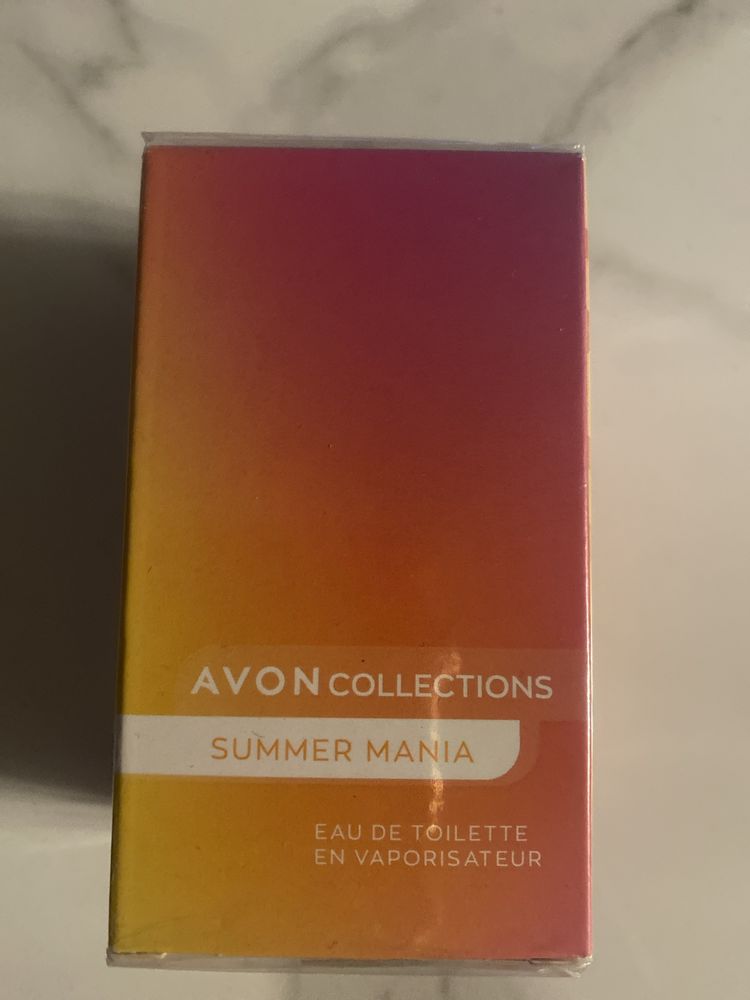 AVON COLLECTIONS
SUMMER MANIA
EAU DE TOILETTE
EN VAPORISATEUR